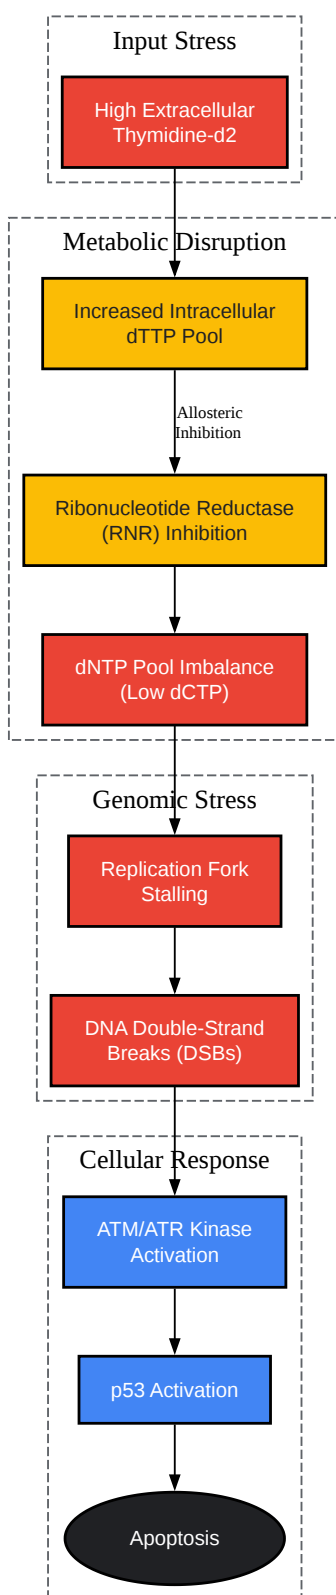 Input Stress
High Extracellular
Thymidine-d2
Metabolic Disruption
Increased Intracellular
dTTP Pool
Allosteric
Inhibition
Ribonucleotide Reductase
(RNR) Inhibition
dNTP Pool Imbalance
(Low dCTP)
Genomic Stress
Replication Fork
Stalling
DNA Double-Strand
Breaks (DSBs)
Cellular Response
ATM/ATR Kinase
Activation
p53 Activation
Apoptosis